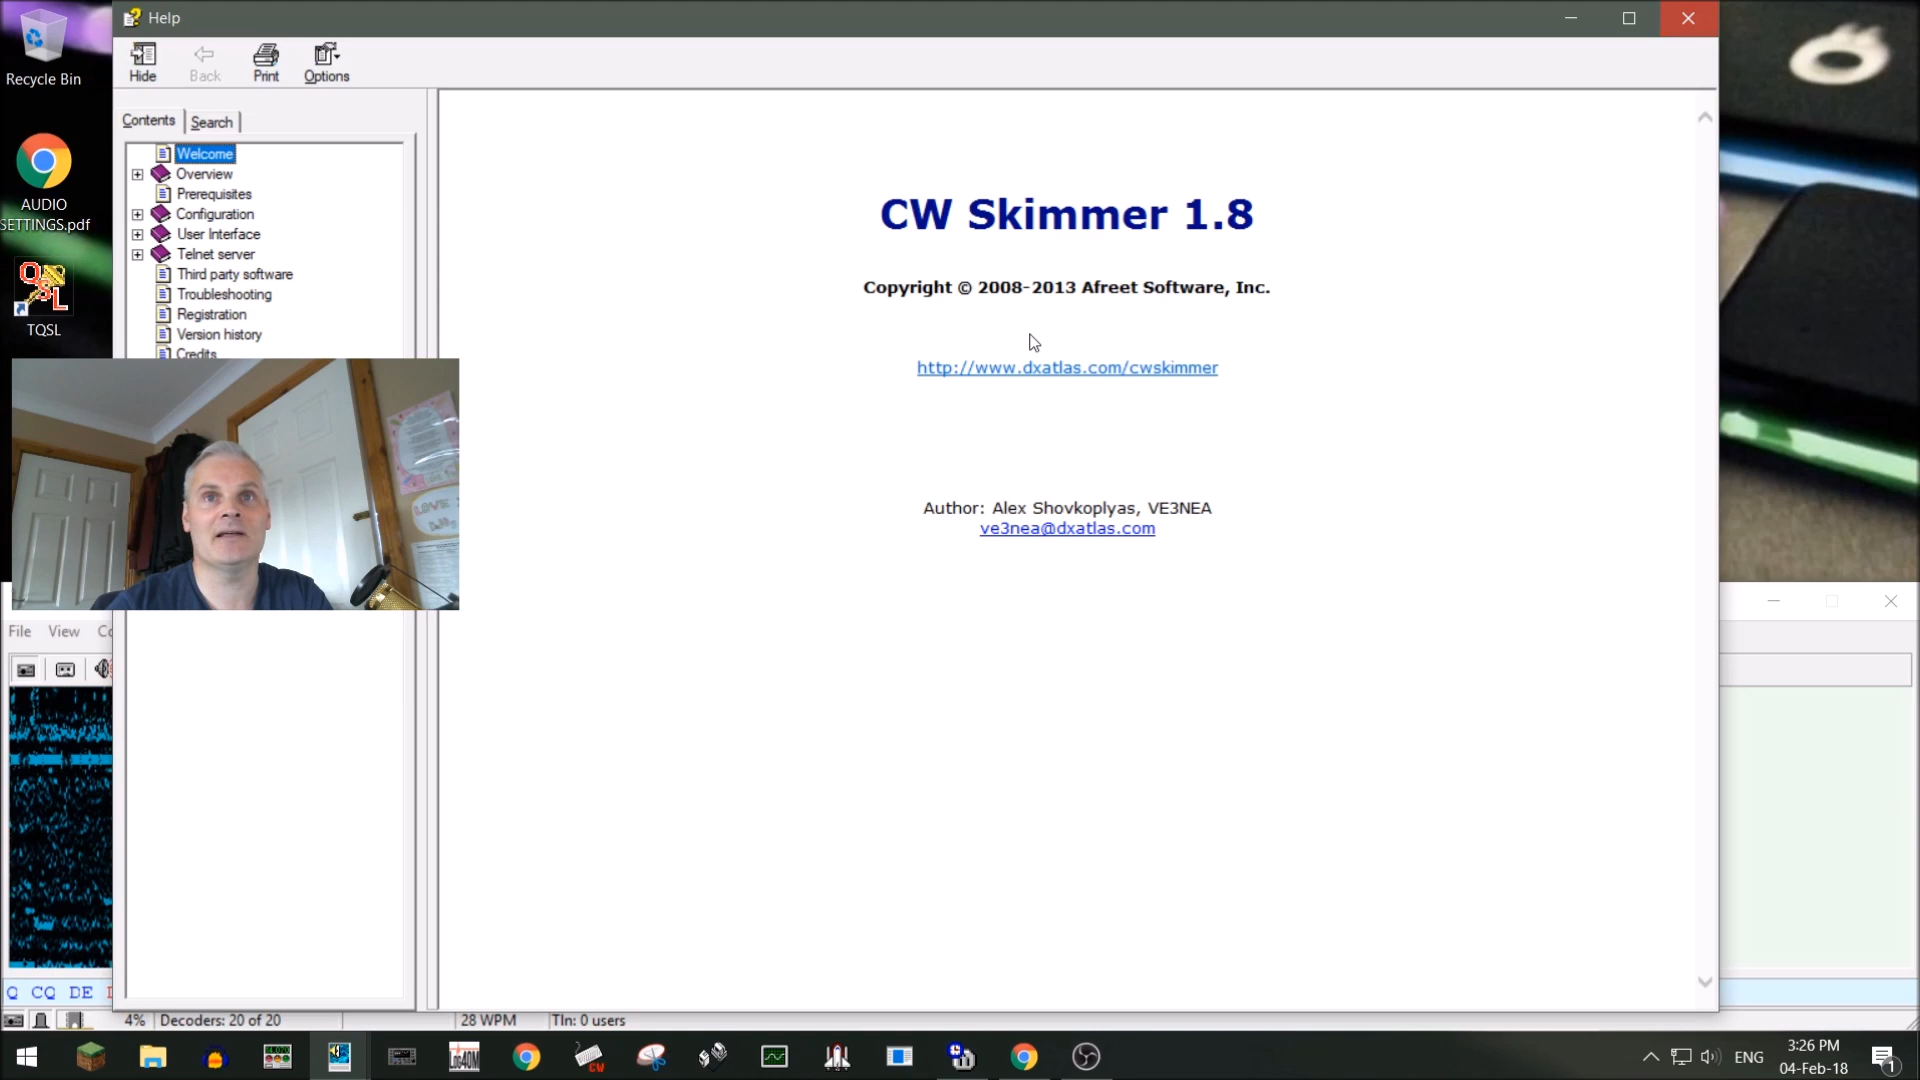 Help
Recycle Bin
AUDIO
SETTINGS.pdf
TQSL
Hide
Back
Print
Options
Contents
Search
Welcome
Overview
Prerequisites
Configuration
User Interface
Telnet server
Third party software
Troubleshooting
Registration
Version history
Credits
CW Skimmer 1.8
Copyright © 2008-2013 Afreet Software, Inc.
http://www.dxatlas.com/cwskimmer
Author: Alex Shovkoplyas, VE3NEA
ve3nea@dxatlas.com
File View
Q CQ DE
4% Decoders: 20 of 20 28 WPM Tln: 0 users
ENG
3:26 PM
04-Feb-18
1